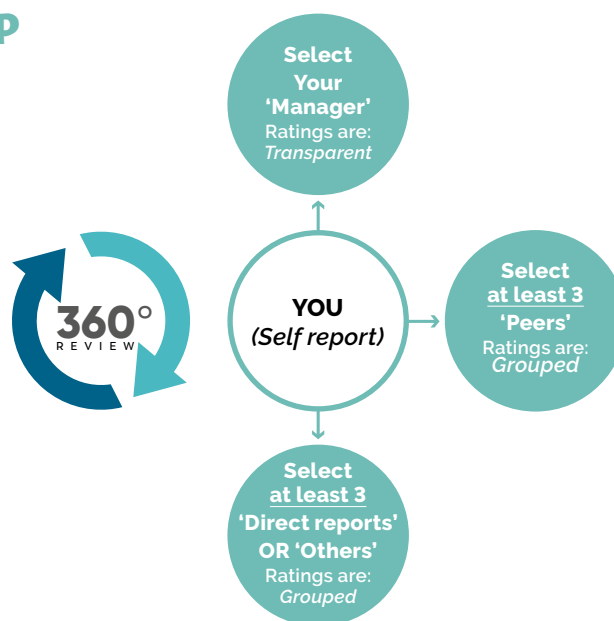 P
Select
Your
‘Manager’
Ratings are:
Transparent
360°
REVIEW
YOU
(Self report)
Select
at least 3
‘Peers’
Ratings are:
Grouped
Select
at least 3
‘Direct reports’
OR ‘Others’
Ratings are:
Grouped